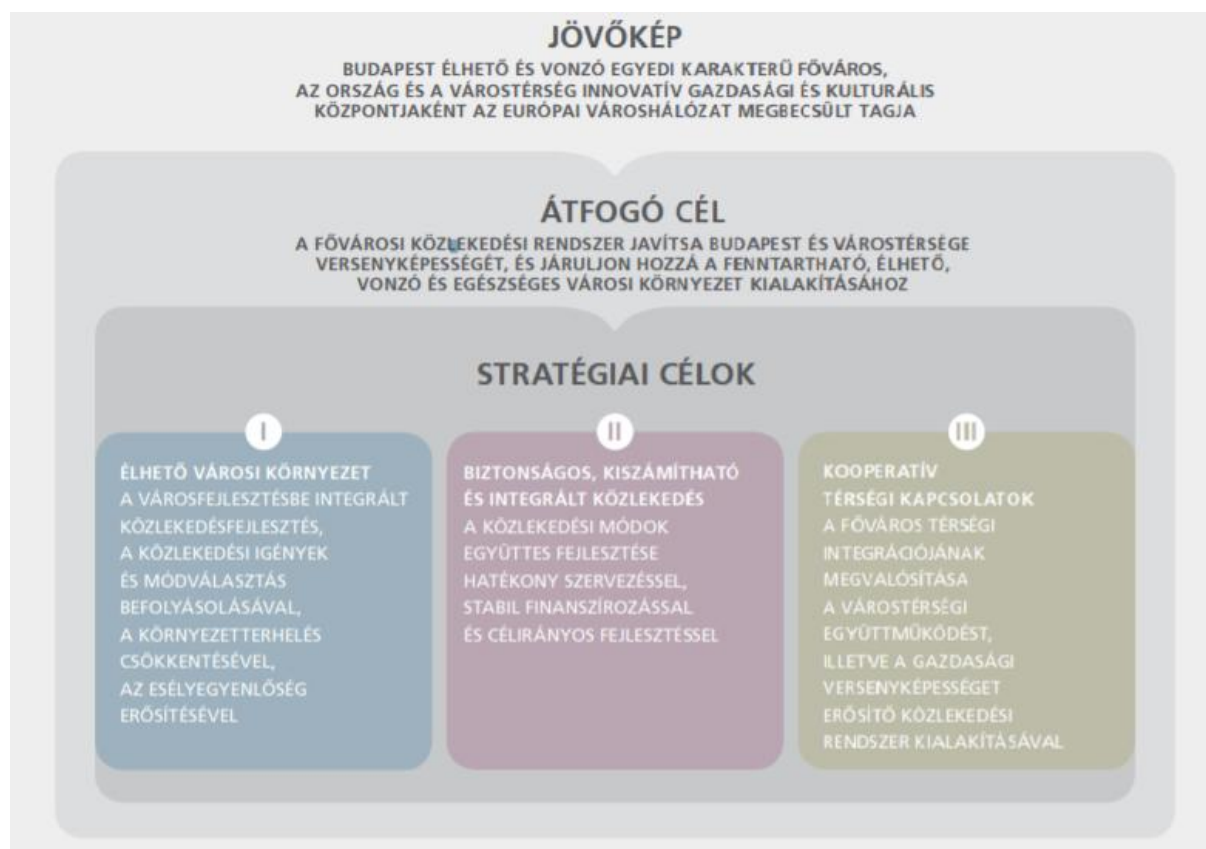 JÖVŐKÉP
BUDAPEST ÉLHETŐ ÉS VONZÓ EGYEDI KARAKTERŰ FŐVÁROS,
AZ ORSZÁG ÉS A VÁROSTÉRSÉG INNOVATÍV GAZDASÁGI ÉS KULTURÁLIS
KÖZPONTJAKÉNT AZ EURÓPAI VÁROSHÁLÓZAT MEGBECSÜLT TAGJA
ÁTFOGÓ CÉL
A FŐVÁROSI KÖZLEKEDÉSI RENDSZER JAVÍTSA BUDAPEST ÉS VÁROSTÉRSÉGE
VERSENYKÉPESSÉGÉT, ÉS JÁRULJON HOZZÁ A FENNTARTHATÓ, ÉLHETŐ,
VONZÓ ÉS EGÉSZSÉGES VÁROSI KÖRNYEZET KIALAKÍTÁSÁHOZ
STRATÉGIAI CÉLOK
I
ÉLHETŐ VÁROSI KÖRNYEZET
A VÁROSFEJLESZTÉSBE INTEGRÁLT
KÖZLEKEDÉSFEJLESZTÉS,
A KÖZLEKEDÉSI IGÉNYEK
ÉS MÓDVÁLASZTÁS
BEFOLYÁSOLÁSÁVAL,
A KÖRNYEZETTERHELÉS
CSÖKKENTÉSÉVEL,
AZ ESÉLYEGYENLŐSÉG
ERŐSÍTÉSÉVEL
II
BIZTONSÁGOS, KISZÁMÍTHATÓ
ÉS INTEGRÁLT KÖZLEKEDÉS
A KÖZLEKEDÉSI MÓDOK
EGYÜTTES FEJLESZTÉSE
HATÉKONY SZERVEZÉSSEL,
STABIL FINANSZÍROZÁSSAL
ÉS CÉLIRÁNYOS FEJLESZTÉSSEL
III
KOOPERATÍV
TÉRSÉGI KAPCSOLATOK
A FŐVÁROS TÉRSÉGI
INTEGRÁCIÓJÁNAK
MEGVALÓSÍTÁSA
A VÁROSTÉRSÉGI
EGYÜTTMŰKÖDÉST,
ILLETVE A GAZDASÁGI
VERSENYKÉPESSÉGET
ERŐSÍTŐ KÖZLEKEDÉSI
RENDSZER KIALAKÍTÁSÁVAL